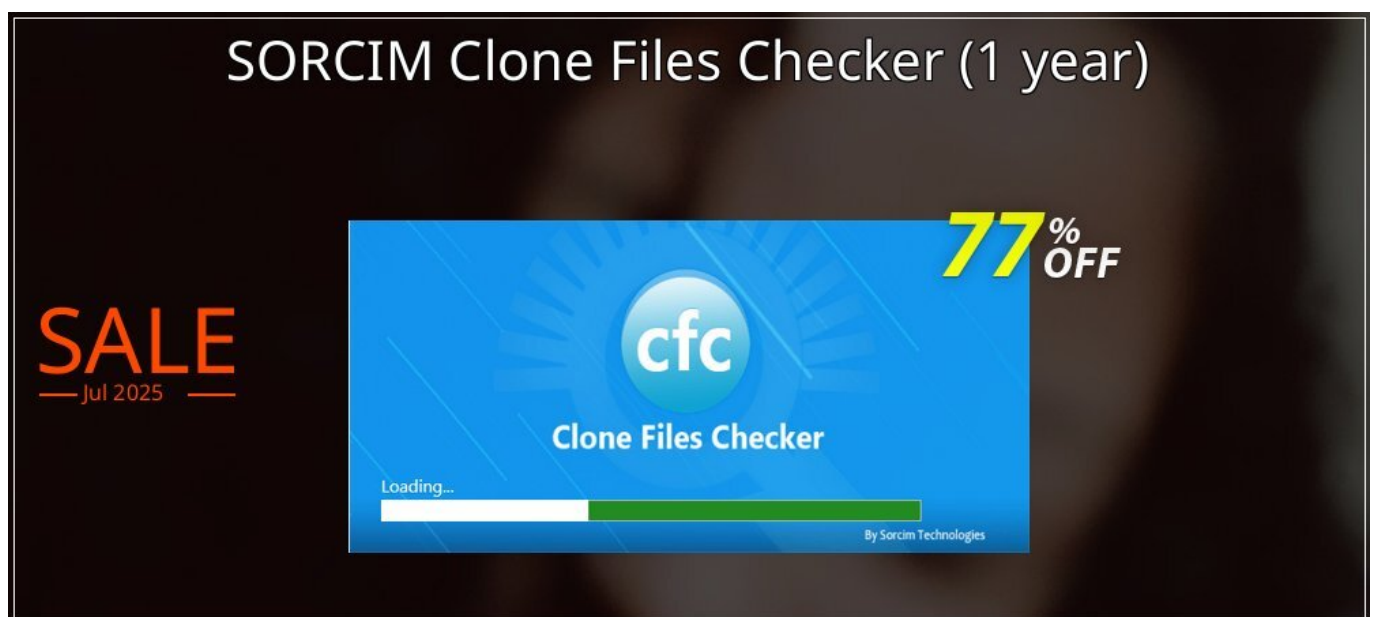 SORCIM Clone Files Checker (1 year)
77% OFF
SALE
Jul 2025
cfc
Clone Files Checker
Loading...
By Sorcim Technologies